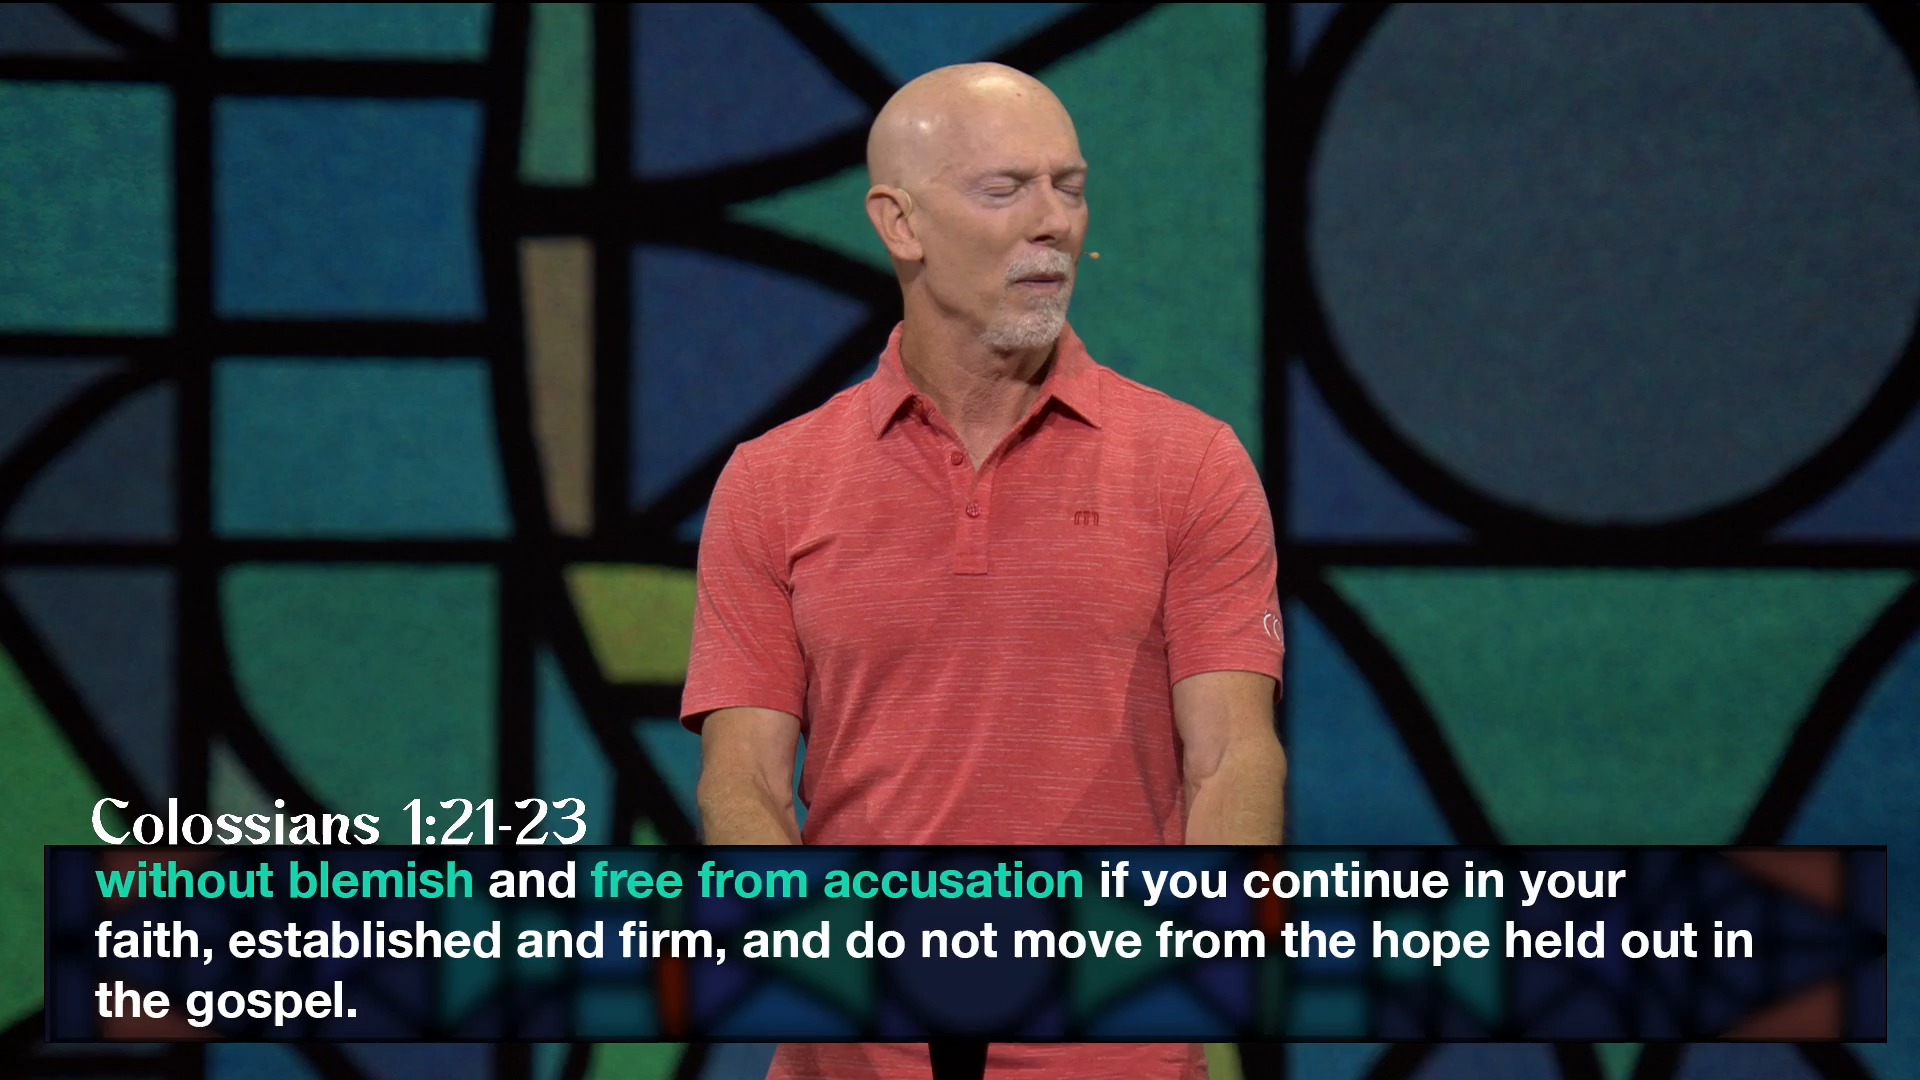 Colossians 1:21-23
without blemish and free from accusation if you continue in your
faith, established and firm, and do not move from the hope held out in
the gospel.